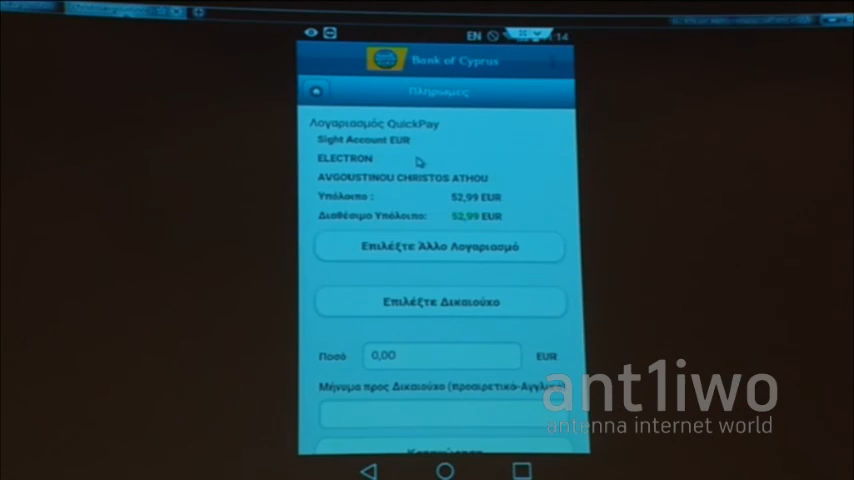 EN
:14
Bank of Cyprus
Πληρωμες
Λογαριασμός QuickPay
Sight Account EUR
ELECTRON
AVGOUSTINOU CHRISTOS ATHOU
Υπόλοιπο : 52,99 EUR
Διαθέσιμο Υπόλοιπο: 52,99 EUR
Επιλέξτε Άλλο Λογαριασμό
Επιλέξτε Δικαιούχο
Ποσό 0,00 EUR
Μήνυμα προς Δικαιούχο (προαιρετικό-Αγγλικά)
ant1iwo
antenna internet world